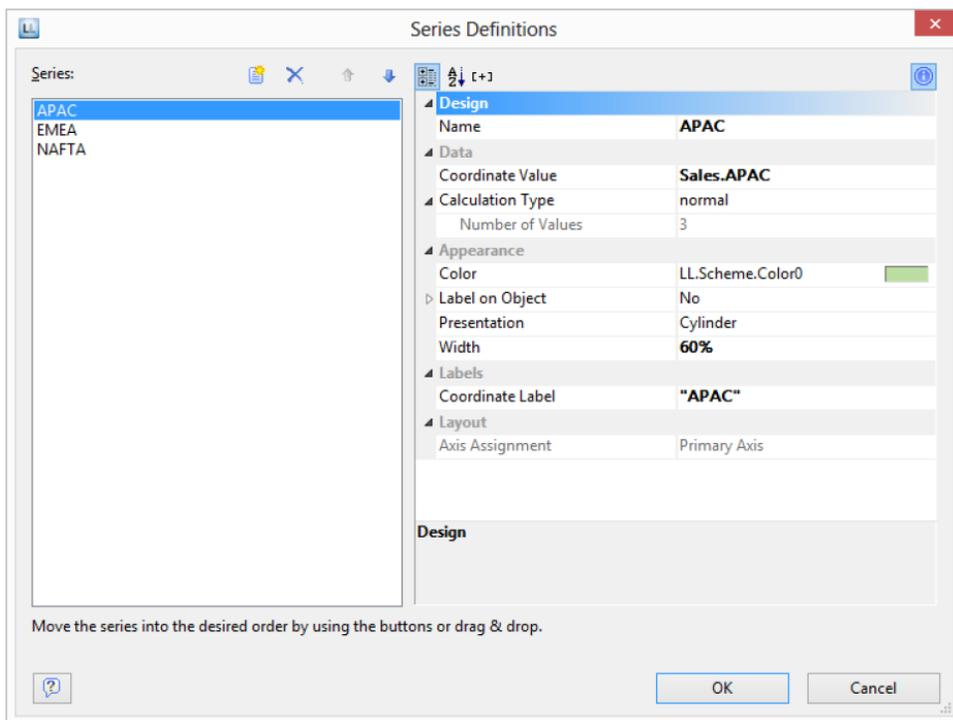 LL
Series Definitions
Series:
APAC
EMEA
NAFTA
A
Z
[+]
Design
Name APAC
Data
Coordinate Value Sales.APAC
Calculation Type normal
Number of Values 3
Appearance
Color LL.Scheme.Color0
Label on Object No
Presentation Cylinder
Width 60%
Labels
Coordinate Label "APAC"
Layout
Axis Assignment Primary Axis
Design
Move the series into the desired order by using the buttons or drag & drop.
?
OK
Cancel